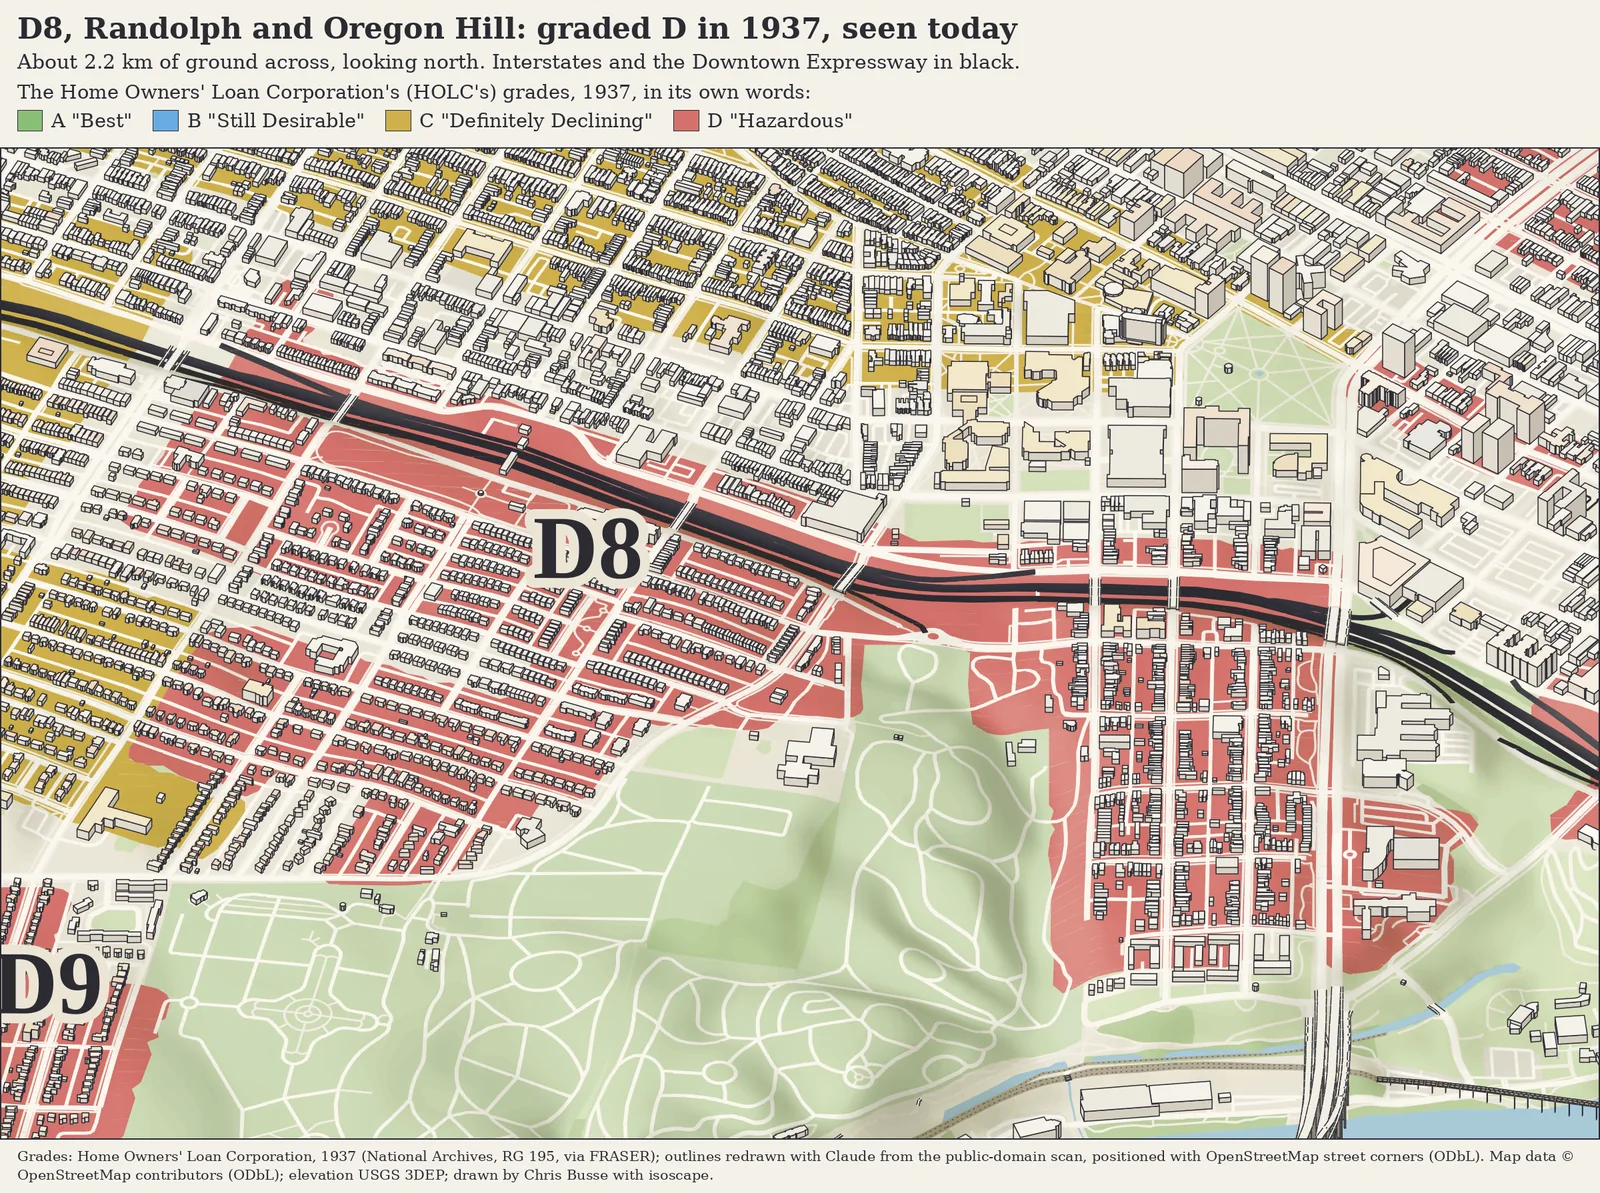 D8, Randolph and Oregon Hill: graded D in 1937, seen today
About 2.2 km of ground across, looking north. Interstates and the Downtown Expressway in black.
The Home Owners' Loan Corporation's (HOLC's) grades, 1937, in its own words:
A "Best" B "Still Desirable" C "Definitely Declining" D "Hazardous"
D8
D9
Grades: Home Owners' Loan Corporation, 1937 (National Archives, RG 195, via FRASER); outlines redrawn with Claude from the public-domain scan, positioned with OpenStreetMap street corners (ODbL). Map data ©
OpenStreetMap contributors (ODbL); elevation USGS 3DEP; drawn by Chris Busse with isoscape.